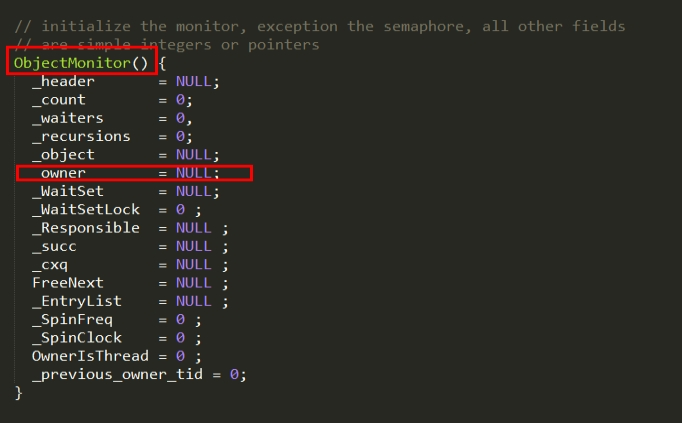 // initialize the monitor, exception the semaphore, all other fields
// are simple integers or pointers
ObjectMonitor() {
_header = NULL;
_count = 0;
_waiters = 0,
_recursions = 0;
_object = NULL;
_owner = NULL;
_WaitSet = NULL;
_WaitSetLock = 0 ;
_Responsible = NULL ;
_succ = NULL ;
_cxq = NULL ;
FreeNext = NULL ;
_EntryList = NULL ;
_SpinFreq = 0 ;
_SpinClock = 0 ;
OwnerIsThread = 0 ;
_previous_owner_tid = 0;
}